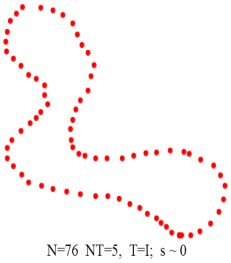 N=76 NT=5, T=I; s ~ 0